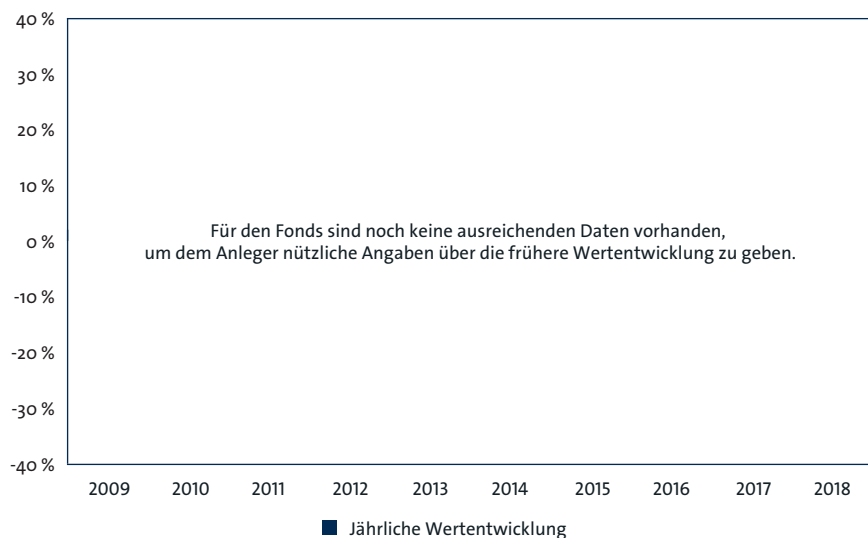 40 %
30 %
20 %
10 %
0 %
-10 %
-20 %
-30 %
-40 %
Für den Fonds sind noch keine ausreichenden Daten vorhanden,
um dem Anleger nützliche Angaben über die frühere Wertentwicklung zu geben.
2009 2010 2011 2012 2013 2014 2015 2016 2017 2018
Jährliche Wertentwicklung